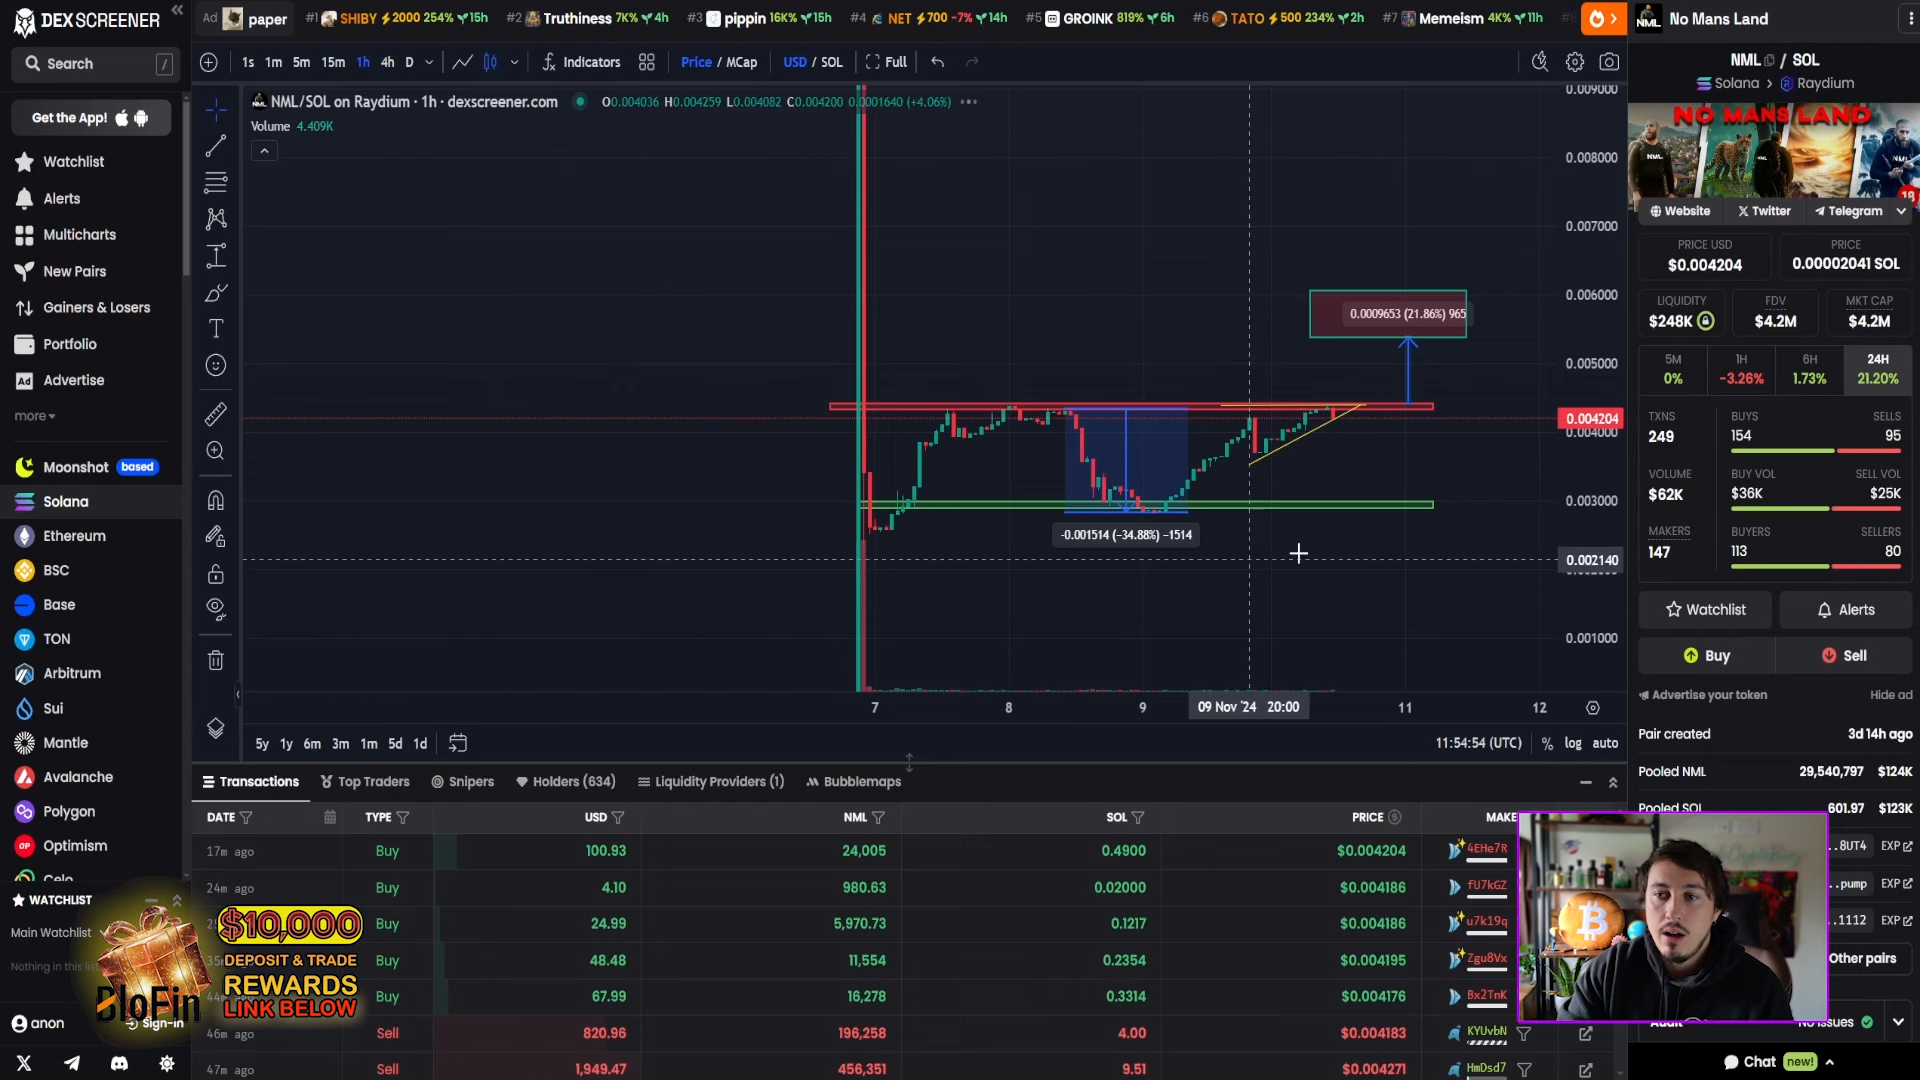 DEX SCREENER
Ad paper
#1 SHIBY 2000 254% 15h
#2 Truthiness 7K% 4h
#3 pippin 16K% 15h
#4 NET 700 -7% 14h
#5 GROINK 819% 6h
#6 TATO 500 234% 2h
#7 Memeism 4K% 11h
No Mans Land
Search /
1s 1m 5m 15m 1h 4h D
Indicators
Price / MCap
USD / SOL
Full
Get the App!
NML/SOL on Raydium · 1h · dexscreener.com
O0.004036 H0.004259 L0.004082 C0.004200 0.0001640 (+4.06%)
Volume 4.409K
Watchlist
Alerts
Multicharts
New Pairs
Gainers & Losers
Portfolio
Ad Advertise
more
Moonshot based
Solana
Ethereum
BSC
Base
TON
Arbitrum
Sui
Mantle
Avalanche
Polygon
Optimism
WATCHLIST
Main Watchlist
Nothing in this list
anon
Sign-in
$10,000
DEPOSIT & TRADE
REWARDS
LINK BELOW
BloFin
0.009000
0.008000
0.007000
0.006000
0.005000
0.004204
0.004000
0.003000
0.002140
0.001000
0.0009653 (21.86%) 965
-0.001514 (−34.88%) −1514
7 8 9 09 Nov '24 20:00 11 12
5y 1y 6m 3m 1m 5d 1d
11:54:54 (UTC) % log auto
Transactions
Top Traders
Snipers
Holders (634)
Liquidity Providers (1)
Bubblemaps
DATE TYPE USD NML SOL PRICE MAKE
17m ago Buy 100.93 24,005 0.4900 $0.004204 4EHe7R
24m ago Buy 4.10 980.63 0.02000 $0.004186 fU7kGZ
Buy 24.99 5,970.73 0.1217 $0.004186 u7k19q
Buy 48.48 11,554 0.2354 $0.004195 Zgu8Vx
Buy 67.99 16,278 0.3314 $0.004176 Bx2TnK
46m ago Sell 820.96 196,258 4.00 $0.004183 KYUvbN
47m ago Sell 1,949.47 456,351 9.51 $0.004271 HmDsd7
NML / SOL
Solana > Raydium
NO MANS LAND
Website
Twitter
Telegram
PRICE USD
$0.004204
PRICE
0.00002041 SOL
LIQUIDITY
$248K
FDV
$4.2M
MKT CAP
$4.2M
5M 1H 6H 24H
0% -3.26% 1.73% 21.20%
TXNS BUYS SELLS
249 154 95
VOLUME BUY VOL SELL VOL
$62K $36K $25K
MAKERS BUYERS SELLERS
147 113 80
Watchlist Alerts
Buy Sell
Advertise your token Hide ad
Pair created 3d 14h ago
Pooled NML 29,540,797 $124K
Pooled SOL 601.97 $123K
..8UT4 EXP
..pump EXP
..1112 EXP
Other pairs
Chat new!